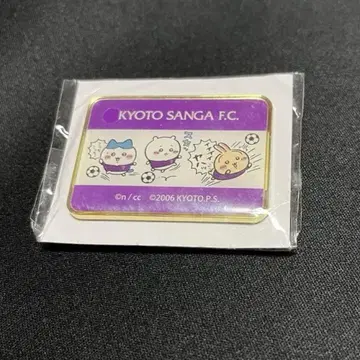 KYOTO SANGA F.C.
©n / cc ©2006 KYOTO.P.S.